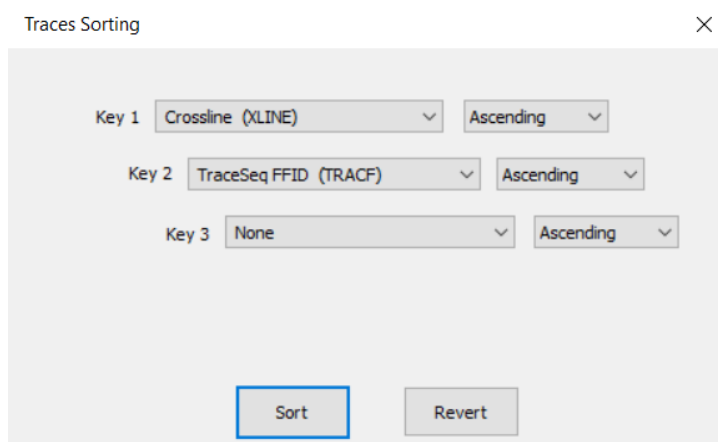 Traces Sorting
Key 1 Crossline (XLINE) Ascending
Key 2 TraceSeq FFID (TRACF) Ascending
Key 3 None Ascending
Sort Revert